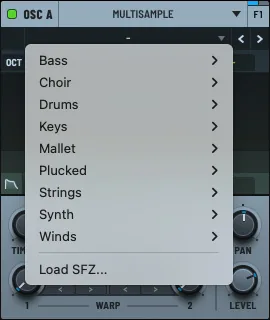 OSC A MULTISAMPLE F1
-
OCT
Bass
Choir
Drums
Keys
Mallet
Plucked
Strings
Synth
Winds
Load SFZ...
PAN
1 WARP 2 LEVEL